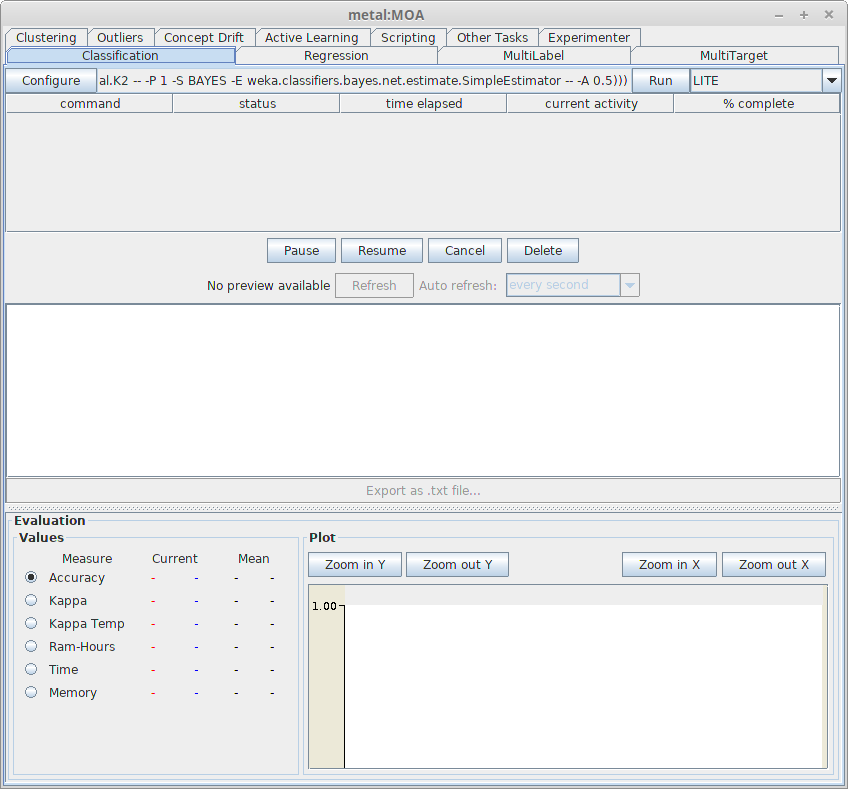 metal:MOA
Clustering Outliers Concept Drift Active Learning Scripting Other Tasks Experimenter
Classification Regression MultiLabel MultiTarget
Configure al.K2 -- -P 1 -S BAYES -E weka.classifiers.bayes.net.estimate.SimpleEstimator -- -A 0.5))) Run LITE
command status time elapsed current activity % complete
Pause Resume Cancel Delete
No preview available Refresh Auto refresh: every second
Export as .txt file...
Evaluation
Values
Measure Current Mean
Accuracy - - - -
Kappa - - - -
Kappa Temp - - - -
Ram-Hours - - - -
Time - - - -
Memory - - - -
Plot
Zoom in Y Zoom out Y Zoom in X Zoom out X
1.00